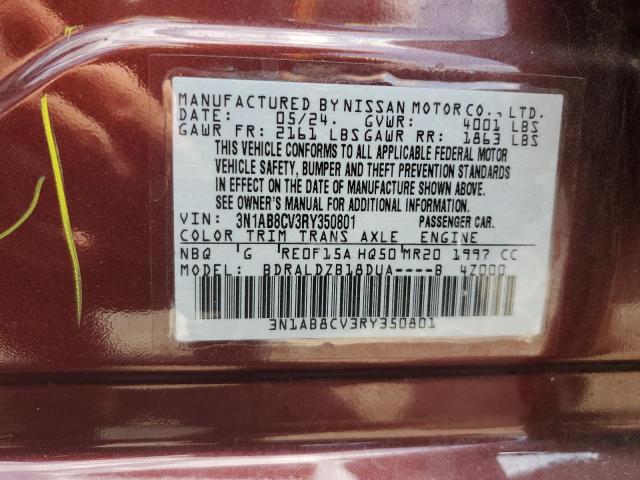 MANUFACTURED BY NISSAN MOTOR CO., LTD.
DATE: 05/24. GVWR: 4001 LBS
GAWR FR: 2161 LBS GAWR RR: 1863 LBS
THIS VEHICLE CONFORMS TO ALL APPLICABLE FEDERAL MOTOR
VEHICLE SAFETY, BUMPER AND THEFT PREVENTION STANDARDS
IN EFFECT ON THE DATE OF MANUFACTURE SHOWN ABOVE.
SEE OWNER'S MANUAL FOR ADDITIONAL INFORMATION.
VIN: 3N1AB8CV3RY350801 PASSENGER CAR.
COLOR TRIM TRANS AXLE ENGINE
NBQ G RE0F15A HQ50 MR20 1997 CC
MODEL: BDRALDZB18DUA----B 4Z000
3N1AB8CV3RY350801